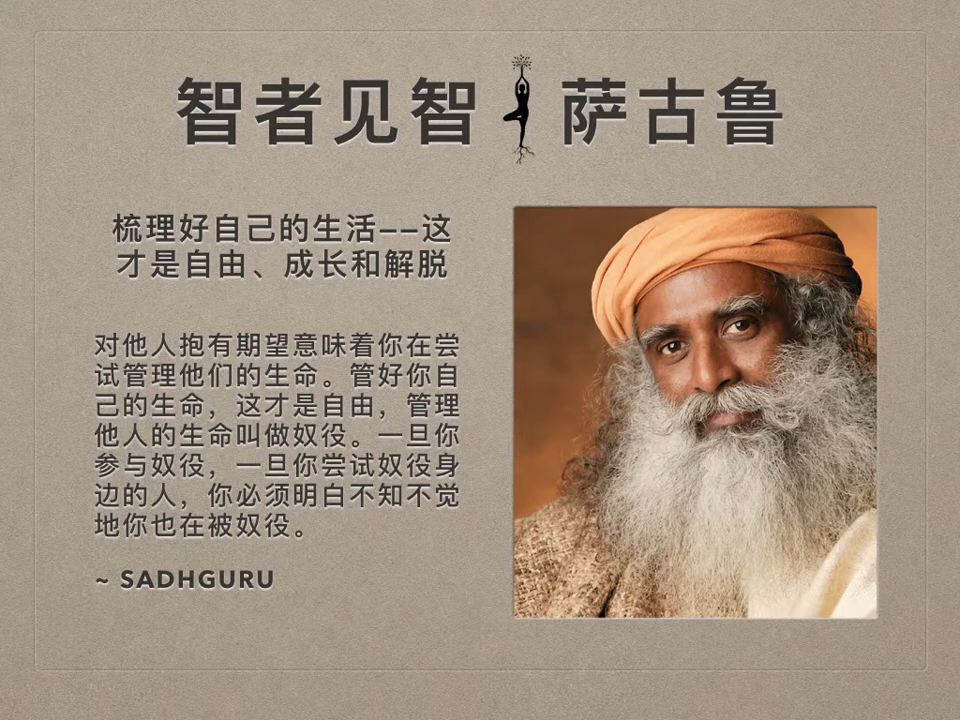 智者见智 萨古鲁
梳理好自己的生活——这
才是自由、成长和解脱
对他人抱有期望意味着你在尝
试管理他们的生命。管好你自
己的生命，这才是自由，管理
他人的生命叫做奴役。一旦你
参与奴役，一旦你尝试奴役身
边的人，你必须明白不知不觉
地你也在被奴役。
~ SADHGURU